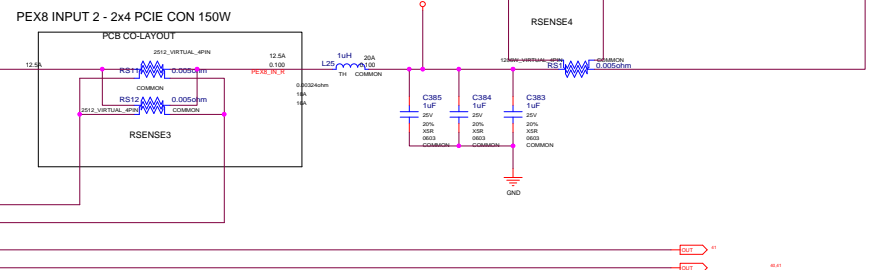 PEX8 INPUT 2 - 2x4 PCIE CON 150W
PCB CO-LAYOUT
RSENSE4
2512_VIRTUAL_4PIN
12.5A
RS11
0.005ohm
COMMON
RS12
0.005ohm
2512_VIRTUAL_4PIN
COMMON
RSENSE3
12.5A
0.100
PEX8_IN_R
L25
1uH
20A
0.100
TH
COMMON
0.00324ohm
16A
C385
1uF
25V
20%
X5R
0603
COMMON
C384
1uF
25V
20%
X5R
0603
COMMON
C383
1uF
25V
20%
X5R
0603
COMMON
COMMON
0.005ohm
GND
OUT
OUT